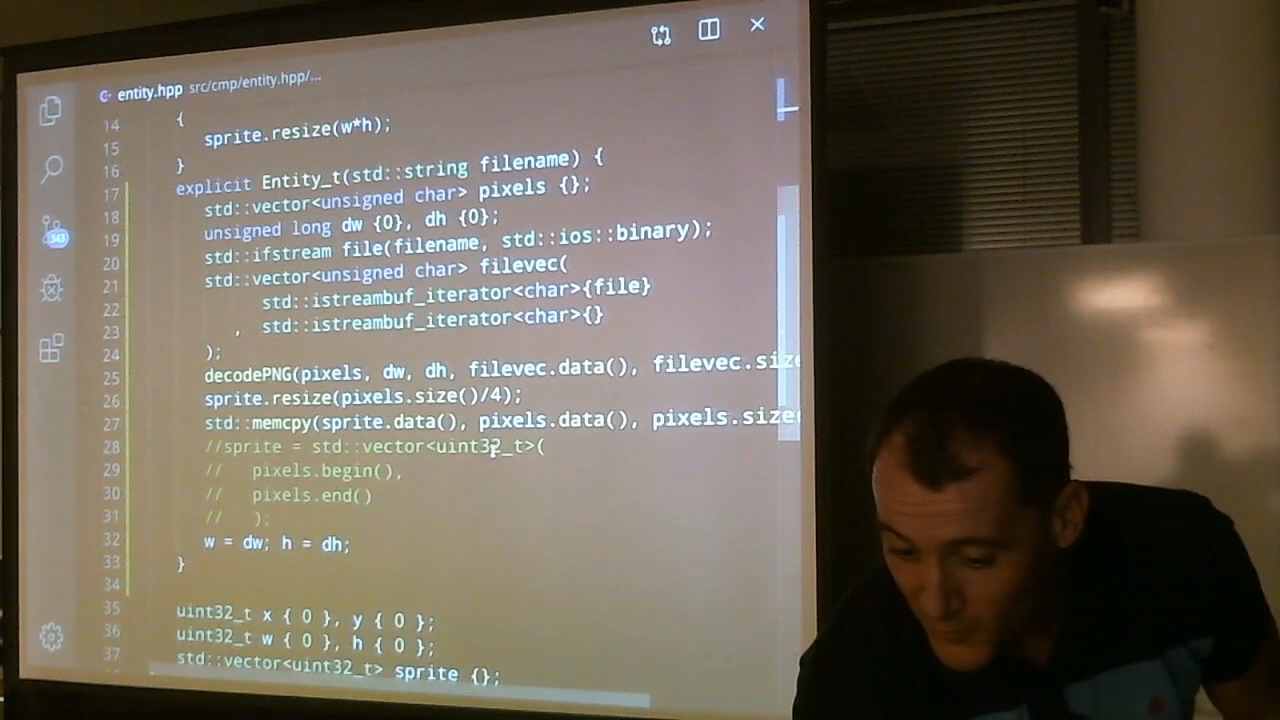 entity.hpp src/cmp/entity.hpp/...
14 {
15 sprite.resize(w*h);
16 }
17 explicit Entity_t(std::string filename) {
18 std::vector<unsigned char> pixels {};
19 unsigned long dw {0}, dh {0};
20 std::ifstream file(filename, std::ios::binary);
21 std::vector<unsigned char> filevec(
22 std::istreambuf_iterator<char>{file}
23 , std::istreambuf_iterator<char>{}
24 );
25 decodePNG(pixels, dw, dh, filevec.data(), filevec.size
26 sprite.resize(pixels.size()/4);
27 std::memcpy(sprite.data(), pixels.data(), pixels.size(
28 //sprite = std::vector<uint32_t>(
29 // pixels.begin(),
30 // pixels.end()
31 // );
32 w = dw; h = dh;
33 }
34
35 uint32_t x { 0 }, y { 0 };
36 uint32_t w { 0 }, h { 0 };
37 std::vector<uint32_t> sprite {};
343